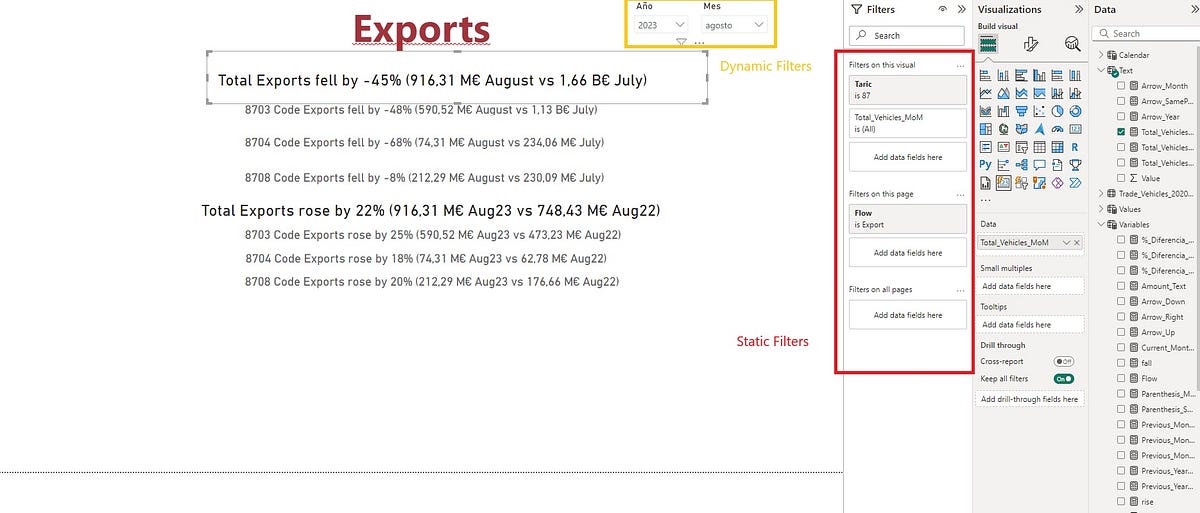 Exports
Año
Mes
2023
agosto
Dynamic Filters
Total Exports fell by -45% (916,31 M€ August vs 1,66 B€ July)
8703 Code Exports fell by -48% (590,52 M€ August vs 1,13 B€ July)
8704 Code Exports fell by -68% (74,31 M€ August vs 234,06 M€ July)
8708 Code Exports fell by -8% (212,29 M€ August vs 230,09 M€ July)
Total Exports rose by 22% (916,31 M€ Aug23 vs 748,43 M€ Aug22)
8703 Code Exports rose by 25% (590,52 M€ Aug23 vs 473,23 M€ Aug22)
8704 Code Exports rose by 18% (74,31 M€ Aug23 vs 62,78 M€ Aug22)
8708 Code Exports rose by 20% (212,29 M€ Aug23 vs 176,66 M€ Aug22)
Static Filters
Filters
Search
Filters on this visual
Taric
is 87
Total_Vehicles_MoM
is (All)
Add data fields here
Filters on this page
Flow
is Export
Add data fields here
Filters on all pages
Add data fields here
Visualizations
Build visual
R
Py
Data
Total_Vehicles_MoM
Small multiples
Add data fields here
Tooltips
Add data fields here
Drill through
Cross-report
Off
Keep all filters
On
Add drill-through fields here
Data
Search
Calendar
Text
Arrow_Month
Arrow_SameP...
Arrow_Year
Total_Vehicles...
Total_Vehicles...
Total_Vehicles...
Value
Trade_Vehicles_2020...
Values
Variables
%_Diferencia_...
%_Diferencia_...
%_Diferencia_...
Amount_Text
Arrow_Down
Arrow_Right
Arrow_Up
Current_Mont...
fall
Flow
Parenthesis_M...
Parenthesis_S...
Previous_Mon...
Previous_Mon...
Previous_Mon...
Previous_Year...
Previous_Year...
rise